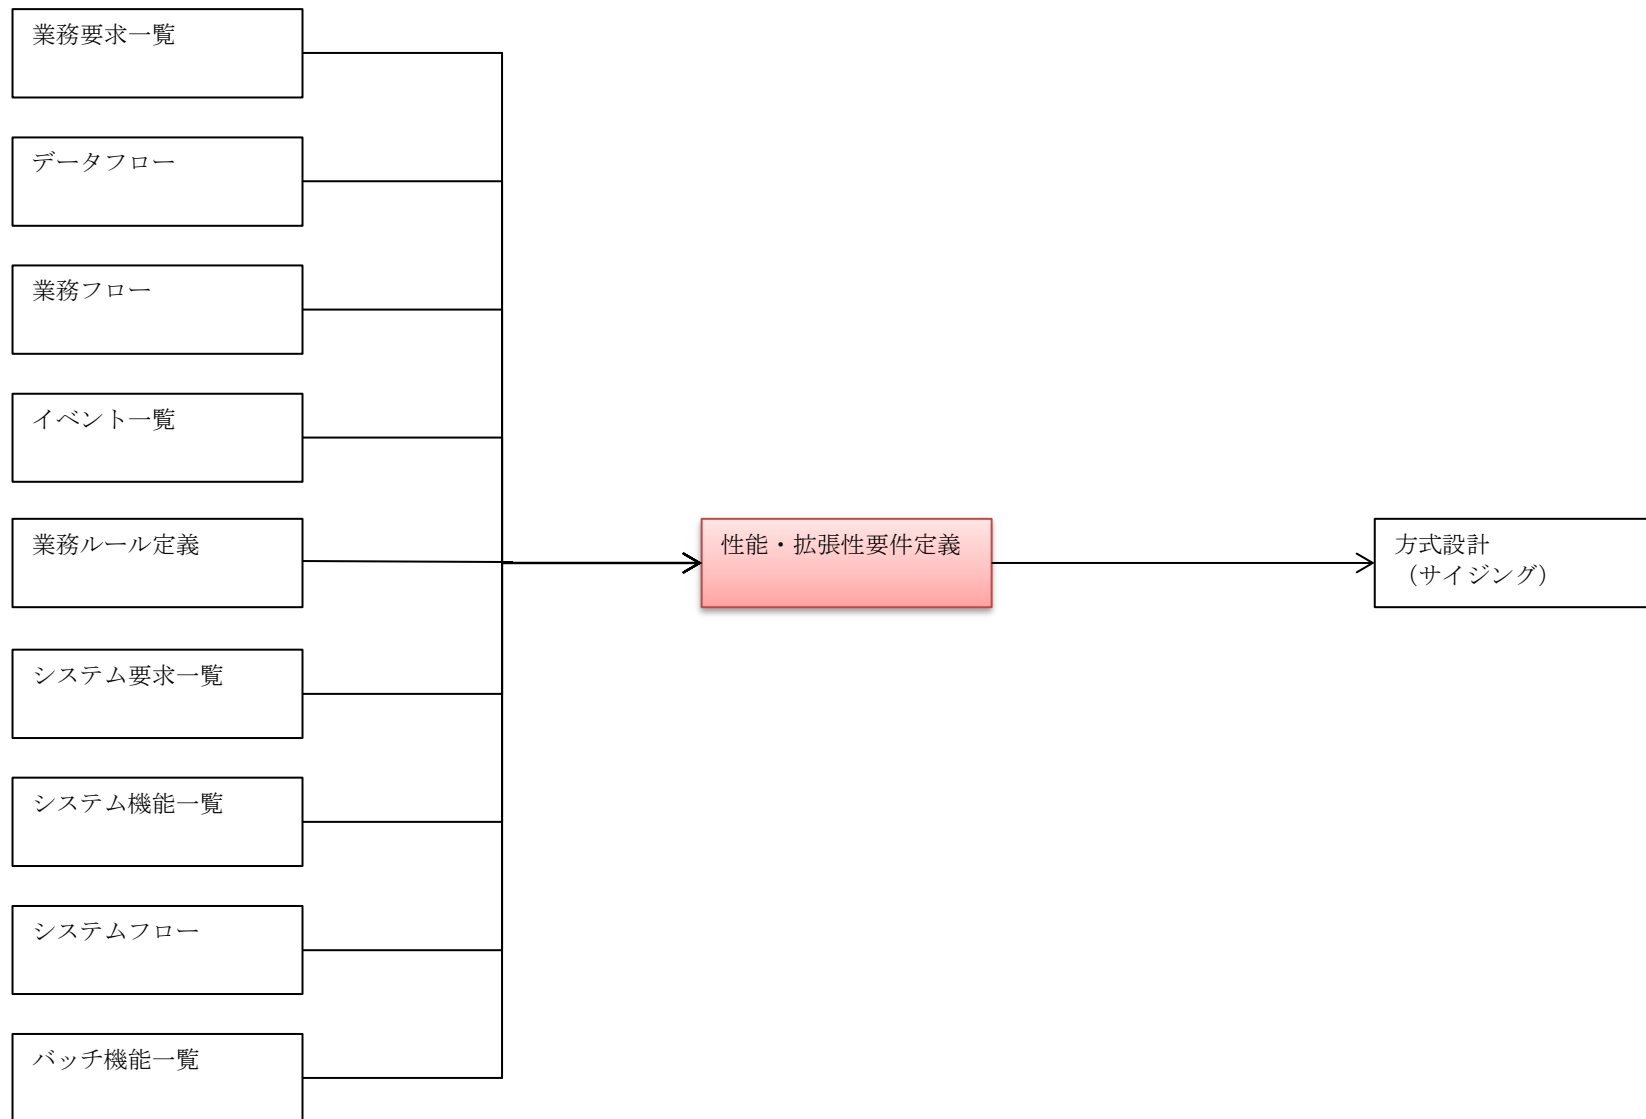 業務要求一覧
データフロー
業務フロー
イベント一覧
業務ルール定義
システム要求一覧
システム機能一覧
システムフロー
バッチ機能一覧
性能・拡張性要件定義
方式設計
（サイジング）